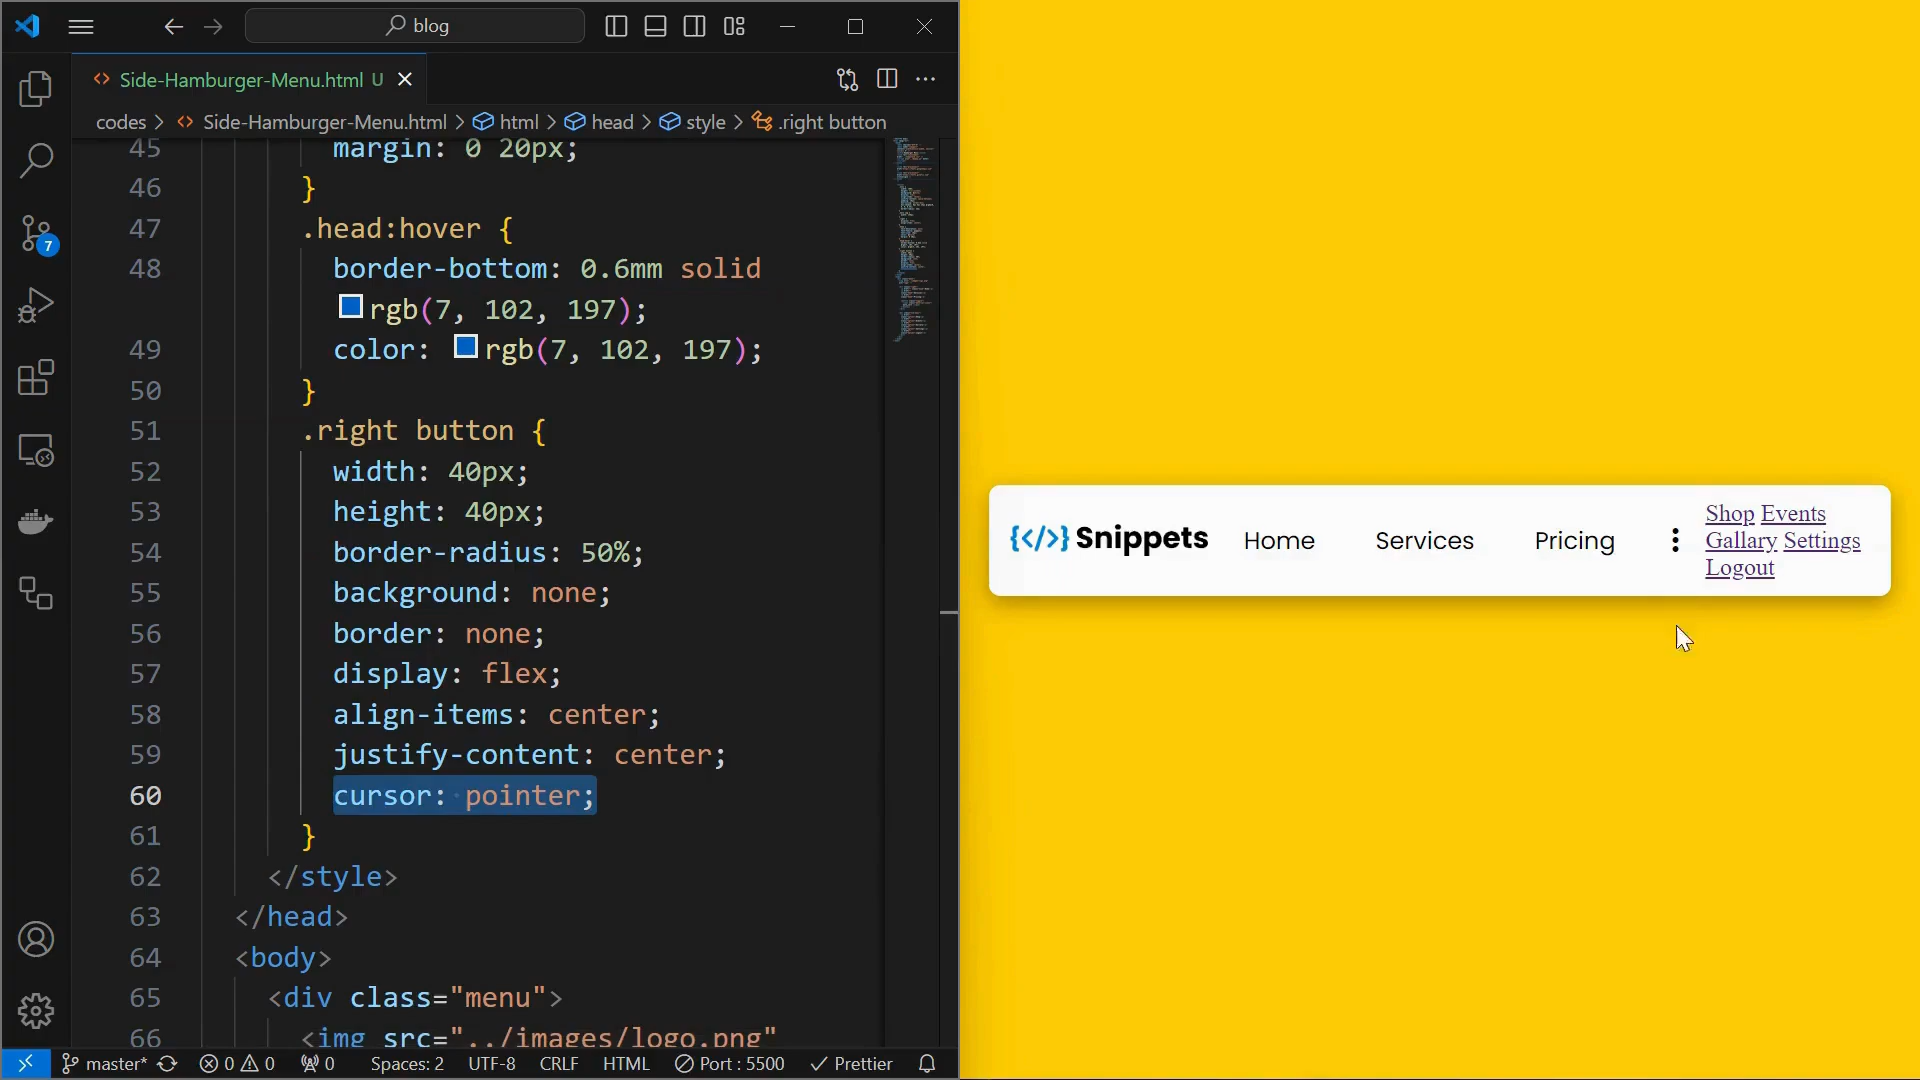 blog
Side-Hamburger-Menu.html U
codes > Side-Hamburger-Menu.html > html > head > style > .right button
45 margin: 0 20px;
46 }
47 .head:hover {
48 border-bottom: 0.6mm solid
rgb(7, 102, 197);
49 color: rgb(7, 102, 197);
50 }
51 .right button {
52 width: 40px;
53 height: 40px;
54 border-radius: 50%;
55 background: none;
56 border: none;
57 display: flex;
58 align-items: center;
59 justify-content: center;
60 cursor: pointer;
61 }
62 </style>
63 </head>
64 <body>
65 <div class="menu">
66 <img src="../images/logo.png"
7
master* 0 0 0 Spaces: 2 UTF-8 CRLF HTML Port : 5500 Prettier
{</>} Snippets Home Services Pricing
Shop Events
Gallary Settings
Logout